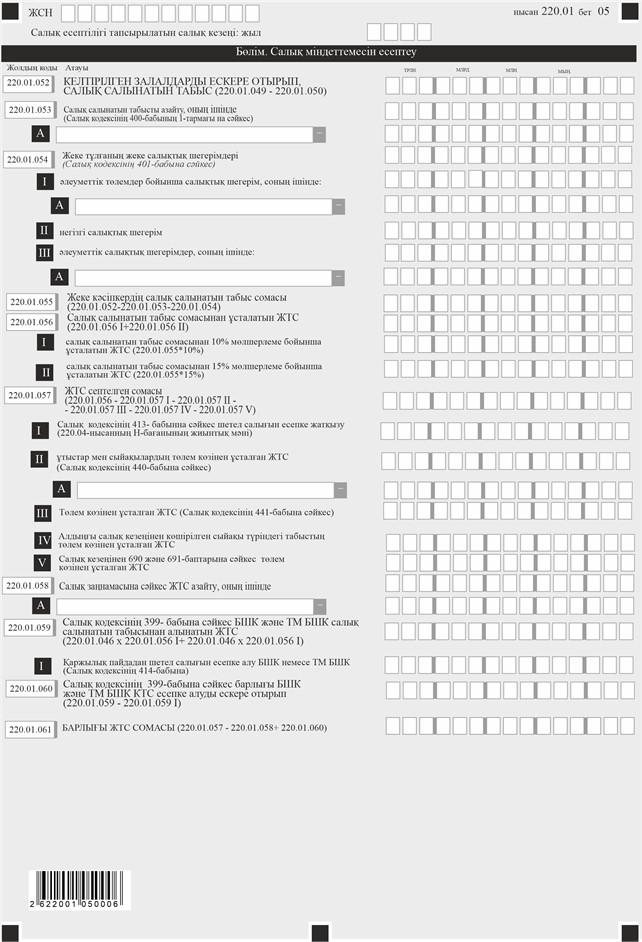 ЖСН
нысан 220.01 бет 05
Салық есептілігі тапсырылатын салық кезеңі: жыл
Бөлім. Салық міндеттемесін есептеу
Жолдың коды Атауы
трлн млрд млн мың
220.01.052 КЕЛТІРІЛГЕН ЗАЛАЛДАРДЫ ЕСКЕРЕ ОТЫРЫП,
САЛЫҚ САЛЫНАТЫН ТАБЫС (220.01.049 - 220.01.050)
220.01.053 Салық салынатын табысты азайту, оның ішінде
(Салық кодексінің 400-бабының 1-тармағы на сәйкес)
A
220.01.054 Жеке тұлғаның жеке салықтық шегерімдері
(Салық кодексінің 401-бабына сәйкес)
I әлеуметтік төлемдер бойынша салықтық шегерім, соның ішінде:
A
II негізгі салықтық шегерім
III әлеуметтік салықтық шегерімдер, соның ішінде:
A
220.01.055 Жеке кәсіпкердің салық салынатын табыс сомасы
(220.01.052-220.01.053-220.01.054)
220.01.056 Салық салынатын табыс сомасынан ұсталатын ЖТС
(220.01.056 I+220.01.056 II)
I салық салынатын табыс сомасынан 10% мөлшерлеме бойынша
ұсталатын ЖТС (220.01.055*10%)
II салық салынатын табыс сомасынан 15% мөлшерлеме бойынша
ұсталатын ЖТС (220.01.055*15%)
220.01.057 ЖТС септелген сомасы
(220.01.056 - 220.01.057 I - 220.01.057 II -
- 220.01.057 III - 220.01.057 IV - 220.01.057 V)
I Салық кодексінің 413- бабынна сәйкес шетел салығын есепке жатқызу
(220.04-нысанның H-бағанының жиынтық мәні)
II ұтыстар мен сыйақылардың төлем көзінен ұсталған ЖТС
(Салық кодексінің 440-бабына сәйкес)
A
III Төлем көзінен ұсталған ЖТС (Салық кодексінің 441-бабына сәйкес)
IV Алдыңғы салық кезеңінен көшірілген сыйақы түріндегі табыстың
төлем көзінен ұсталған ЖТС
V Салық кезеңінен 690 және 691-баптарына сәйкес төлем
көзінен ұсталған ЖТС
220.01.058 Салық заңнамасына сәйкес ЖТС азайту, оның ішінде
A
220.01.059 Салық кодексінің 399- бабына сәйкес БШК және ТМ БШК салық
салынатын табысынан алынатын ЖТС
(220.01.046 x 220.01.056 I+ 220.01.046 x 220.01.056 I)
I Қаржылық пайдадан шетел салығын есепке алу БШК немесе ТМ БШК
(Салық кодексінің 414-бабына)
220.01.060 Салық кодексінің 399-бабына сәйкес барлығы БШК
және ТМ БШК КТС есепке алуды ескере отырып
(220.01.059 - 220.01.059 I)
220.01.061 БАРЛЫҒЫ ЖТС СОМАСЫ (220.01.057 - 220.01.058+ 220.01.060)
2 622001 050006